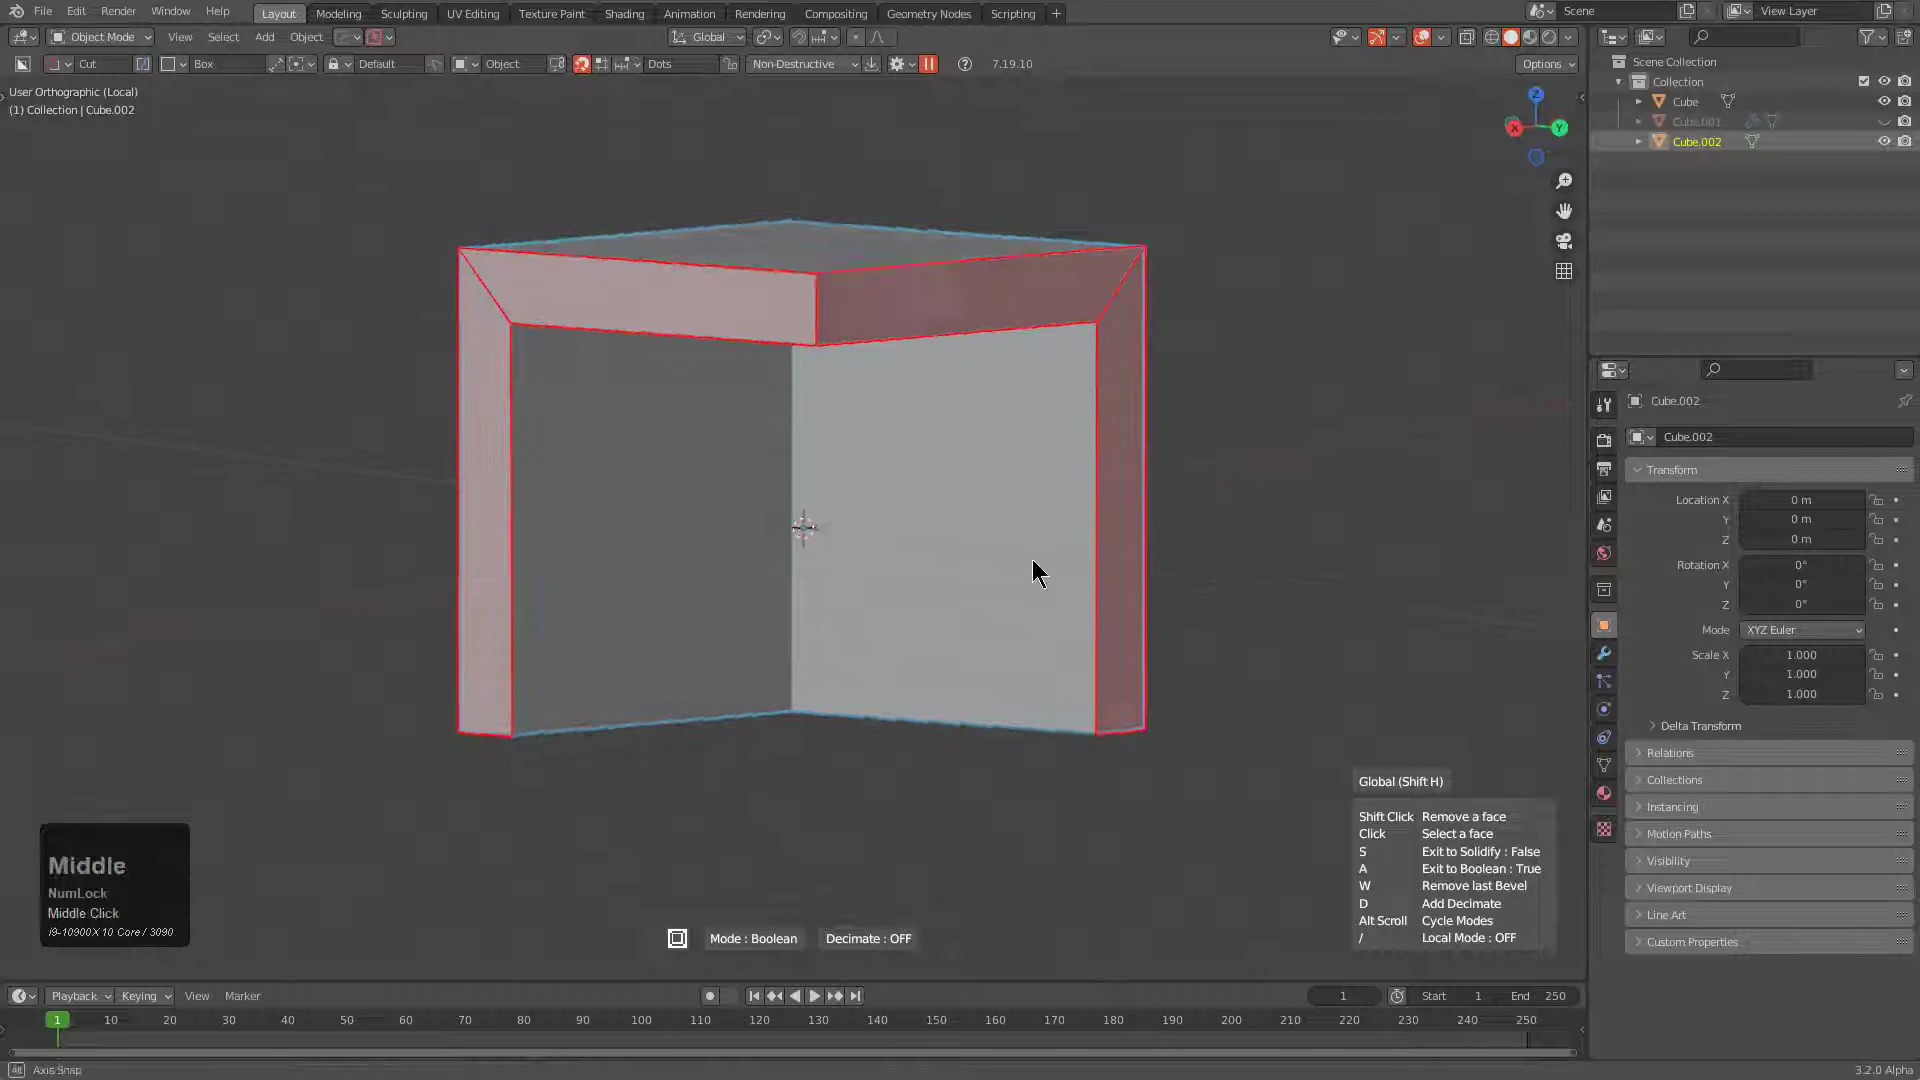 File Edit Render Window Help Layout Modeling Sculpting UV Editing Texture Paint Shading Animation Rendering Compositing Geometry Nodes Scripting + Scene View Layer
Object Mode View Select Add Object Global
Cut Box Default Object Dots Non-Destructive 7.19.10 Options
User Orthographic (Local)
(1) Collection | Cube.002
Z
X
Y
Scene Collection
Collection
Cube
Cube.001
Cube.002
Cube.002
Cube.002
Transform
Location X 0 m
Y 0 m
Z 0 m
Rotation X 0°
Y 0°
Z 0°
Mode XYZ Euler
Scale X 1.000
Y 1.000
Z 1.000
Delta Transform
Relations
Collections
Instancing
Motion Paths
Visibility
Viewport Display
Line Art
Custom Properties
Global (Shift H)
Shift Click Remove a face
Click Select a face
S Exit to Solidify : False
A Exit to Boolean : True
W Remove last Bevel
D Add Decimate
Alt Scroll Cycle Modes
/ Local Mode : OFF
Middle
NumLock
Middle Click
i9-10900X 10 Core / 3090
Mode : Boolean Decimate : OFF
Playback Keying View Marker 1 Start 1 End 250
1 10 20 30 40 50 60 70 80 90 100 110 120 130 140 150 160 170 180 190 200 210 220 230 240 250
Alt Axis Snap 3.2.0 Alpha